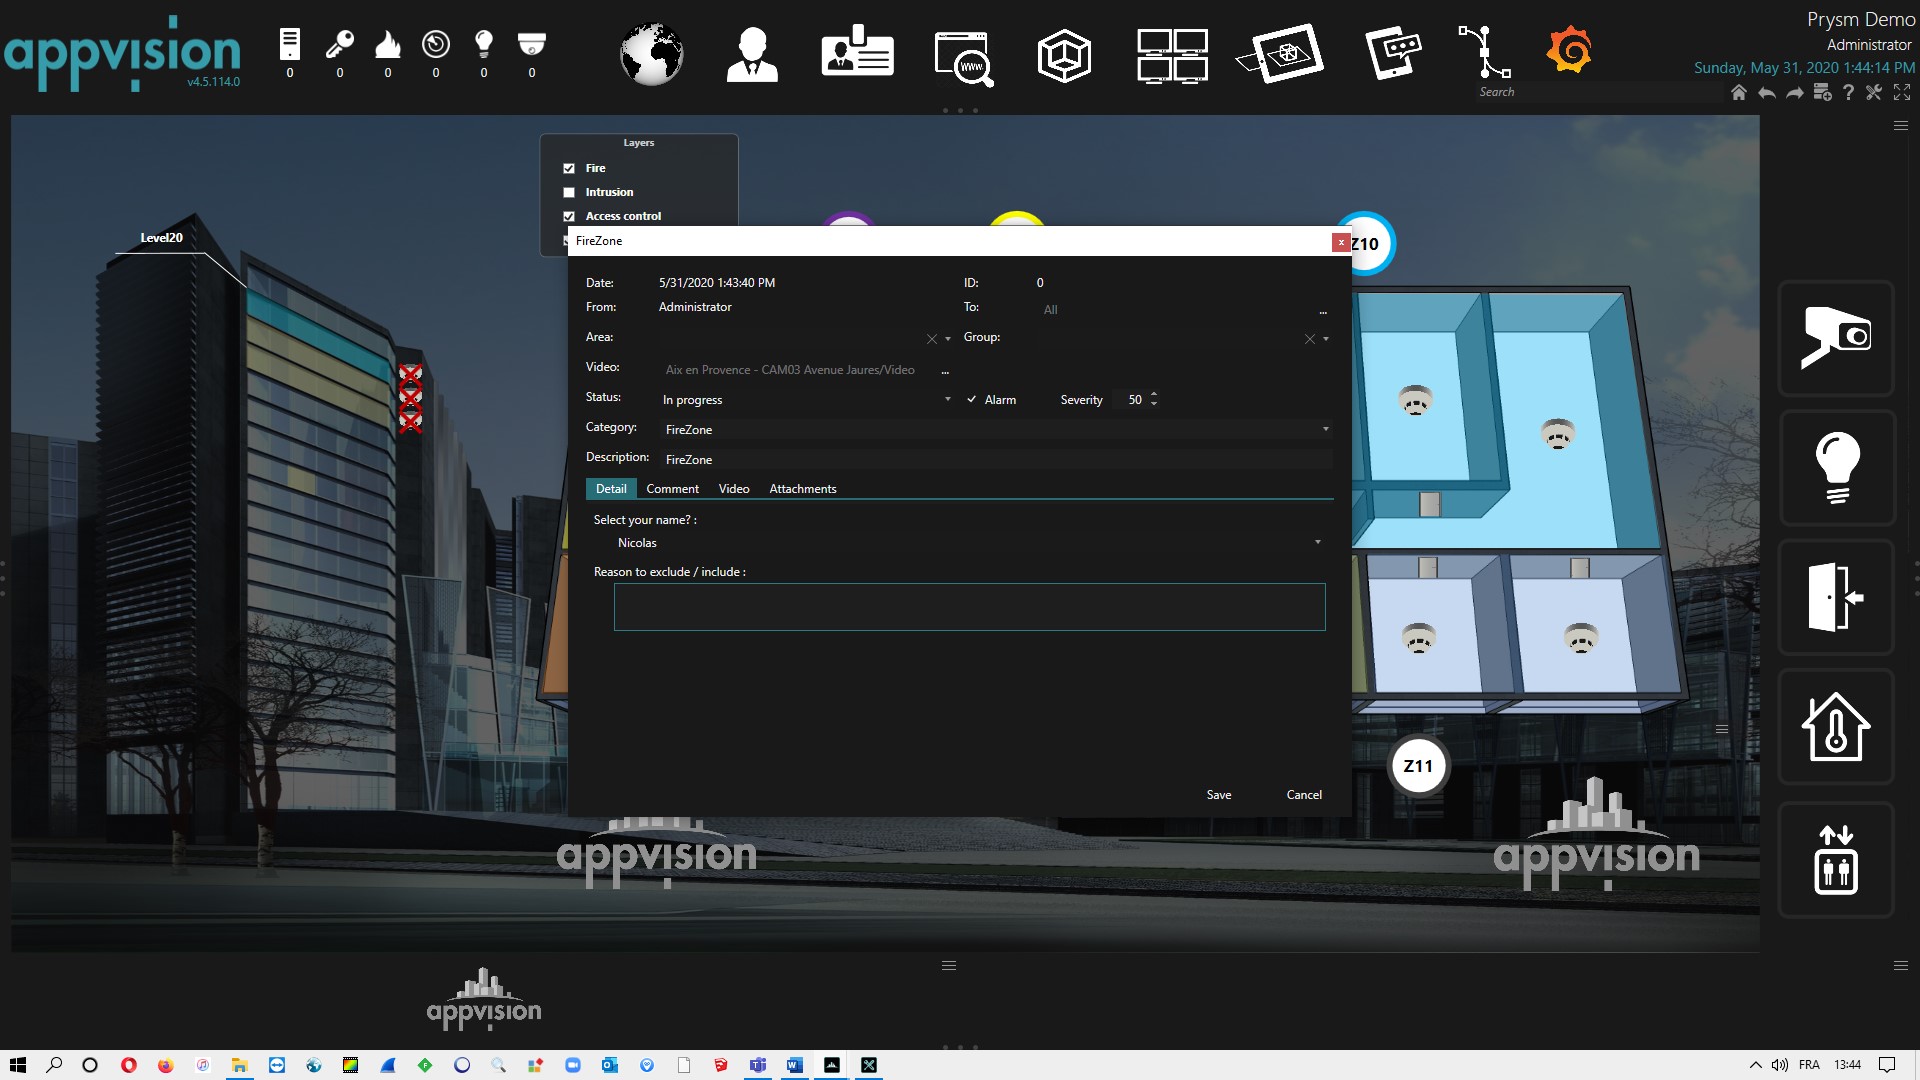 appvision
v4.5.114.0
0 0 0 0 0 0
www.
Prysm Demo
Administrator
Sunday, May 31, 2020 1:44:14 PM
Search
Layers
Fire
Intrusion
Access control
Level20
FireZone
x
Z10
Date: 5/31/2020 1:43:40 PM ID: 0
From: Administrator To: All ...
Area: Group:
Video: Aix en Provence - CAM03 Avenue Jaures/Video ...
Status: In progress Alarm Severity 50
Category: FireZone
Description: FireZone
Detail Comment Video Attachments
Select your name? :
Nicolas
Reason to exclude / include :
Save Cancel
Z11
appvision
appvision
appvision
FRA 13:44